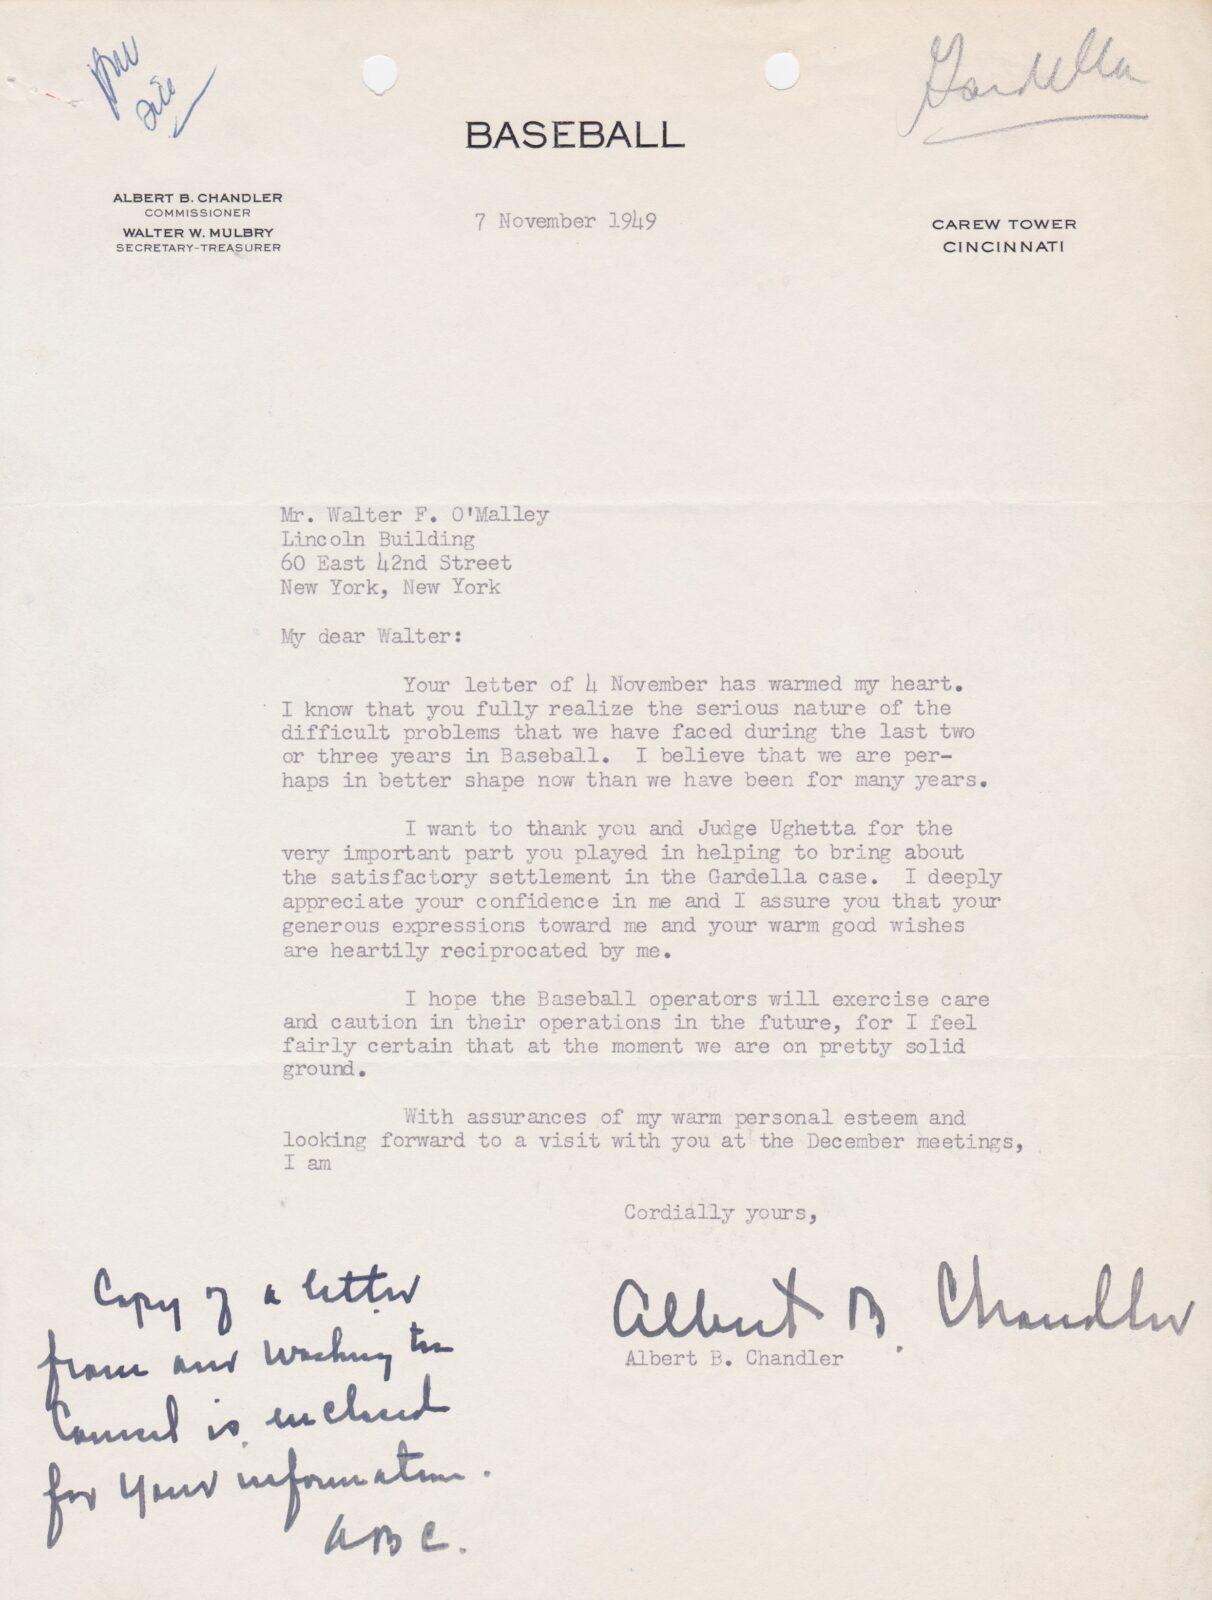 Gardella
BASEBALL
ALBERT B. CHANDLER
COMMISSIONER
WALTER W. MULBRY
SECRETARY-TREASURER
7 November 1949
CAREW TOWER
CINCINNATI
Mr. Walter F. O'Malley
Lincoln Building
60 East 42nd Street
New York, New York
My dear Walter:
Your letter of 4 November has warmed my heart.
I know that you fully realize the serious nature of the
difficult problems that we have faced during the last two
or three years in Baseball. I believe that we are per-
haps in better shape now than we have been for many years.
I want to thank you and Judge Ughetta for the
very important part you played in helping to bring about
the satisfactory settlement in the Gardella case. I deeply
appreciate your confidence in me and I assure you that your
generous expressions toward me and your warm good wishes
are heartily reciprocated by me.
I hope the Baseball operators will exercise care
and caution in their operations in the future, for I feel
fairly certain that at the moment we are on pretty solid
ground.
With assurances of my warm personal esteem and
looking forward to a visit with you at the December meetings,
I am
Cordially yours,
Albert B. Chandler
Albert B. Chandler
Copy of a letter
from our Washington
Counsel is enclosed
for your information.
ABC.